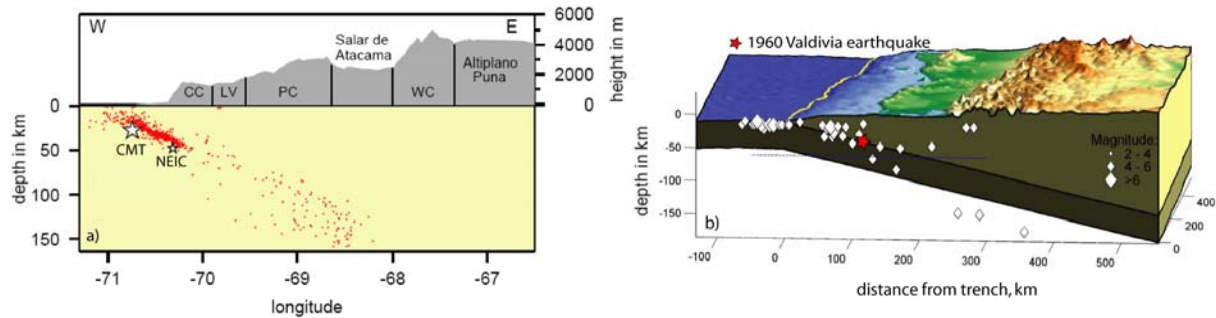 W
E
6000
4000
2000
0
height in m
Salar de
Atacama
Altiplano
Puna
CC
LV
PC
WC
0
50
100
150
depth in km
CMT
NEIC
a)
-71
-70
-69
-68
-67
longitude
1960 Valdivia earthquake
0
-50
-100
-150
depth in km
Magnitude:
2 - 4
4 - 6
>6
400
200
0
b)
-100
0
100
200
300
400
500
distance from trench, km